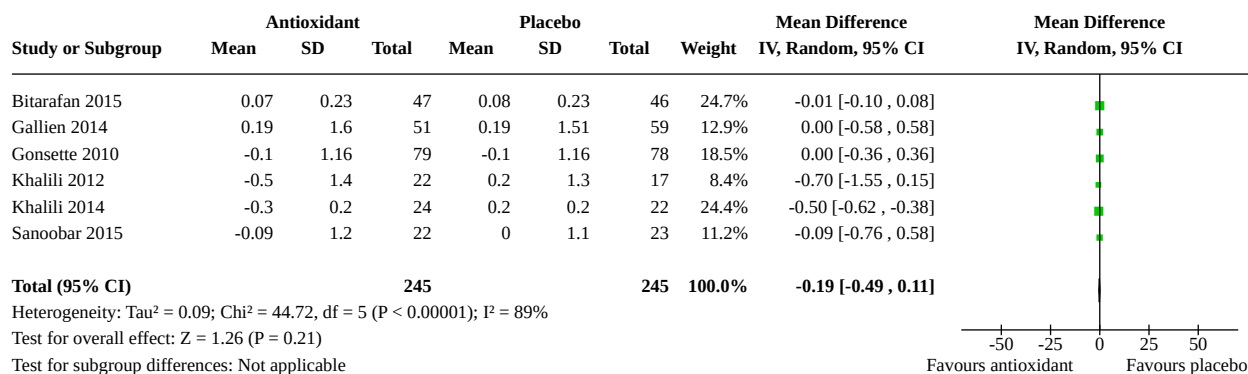 Antioxidant Placebo Mean Difference Mean Difference
Study or Subgroup Mean SD Total Mean SD Total Weight IV, Random, 95% CI IV, Random, 95% CI
Bitarafan 2015 0.07 0.23 47 0.08 0.23 46 24.7% -0.01 [-0.10 , 0.08]
Gallien 2014 0.19 1.6 51 0.19 1.51 59 12.9% 0.00 [-0.58 , 0.58]
Gonsette 2010 -0.1 1.16 79 -0.1 1.16 78 18.5% 0.00 [-0.36 , 0.36]
Khalili 2012 -0.5 1.4 22 0.2 1.3 17 8.4% -0.70 [-1.55 , 0.15]
Khalili 2014 -0.3 0.2 24 0.2 0.2 22 24.4% -0.50 [-0.62 , -0.38]
Sanoobar 2015 -0.09 1.2 22 0 1.1 23 11.2% -0.09 [-0.76 , 0.58]
Total (95% CI) 245 245 100.0% -0.19 [-0.49 , 0.11]
Heterogeneity: Tau² = 0.09; Chi² = 44.72, df = 5 (P < 0.00001); I² = 89%
Test for overall effect: Z = 1.26 (P = 0.21)
-50 -25 0 25 50
Test for subgroup differences: Not applicable
Favours antioxidant Favours placebo